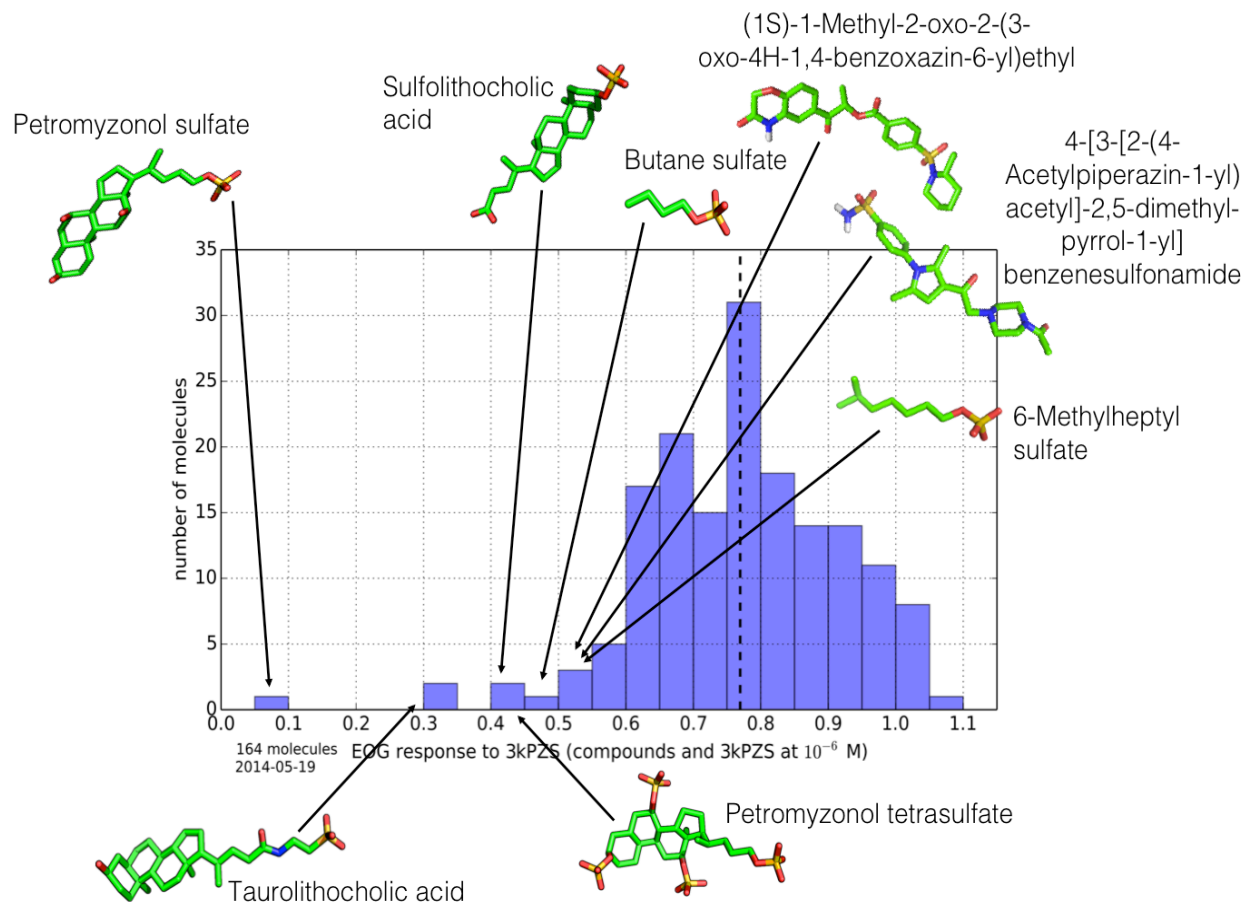 (1S)-1-Methyl-2-oxo-2-(3-
oxo-4H-1,4-benzoxazin-6-yl)ethyl
Sulfolithocholic
acid
Petromyzonol sulfate
Butane sulfate
4-[3-[2-(4-
Acetylpiperazin-1-yl)
acetyl]-2,5-dimethyl-
pyrrol-1-yl]
benzenesulfonamide
6-Methylheptyl
sulfate
number of molecules
35
30
25
20
15
10
5
0
0.0 0.1 0.2 0.3 0.4 0.5 0.6 0.7 0.8 0.9 1.0 1.1
EOG response to 3kPZS (compounds and 3kPZS at 10⁻⁶ M)
164 molecules
2014-05-19
Petromyzonol tetrasulfate
Taurolithocholic acid